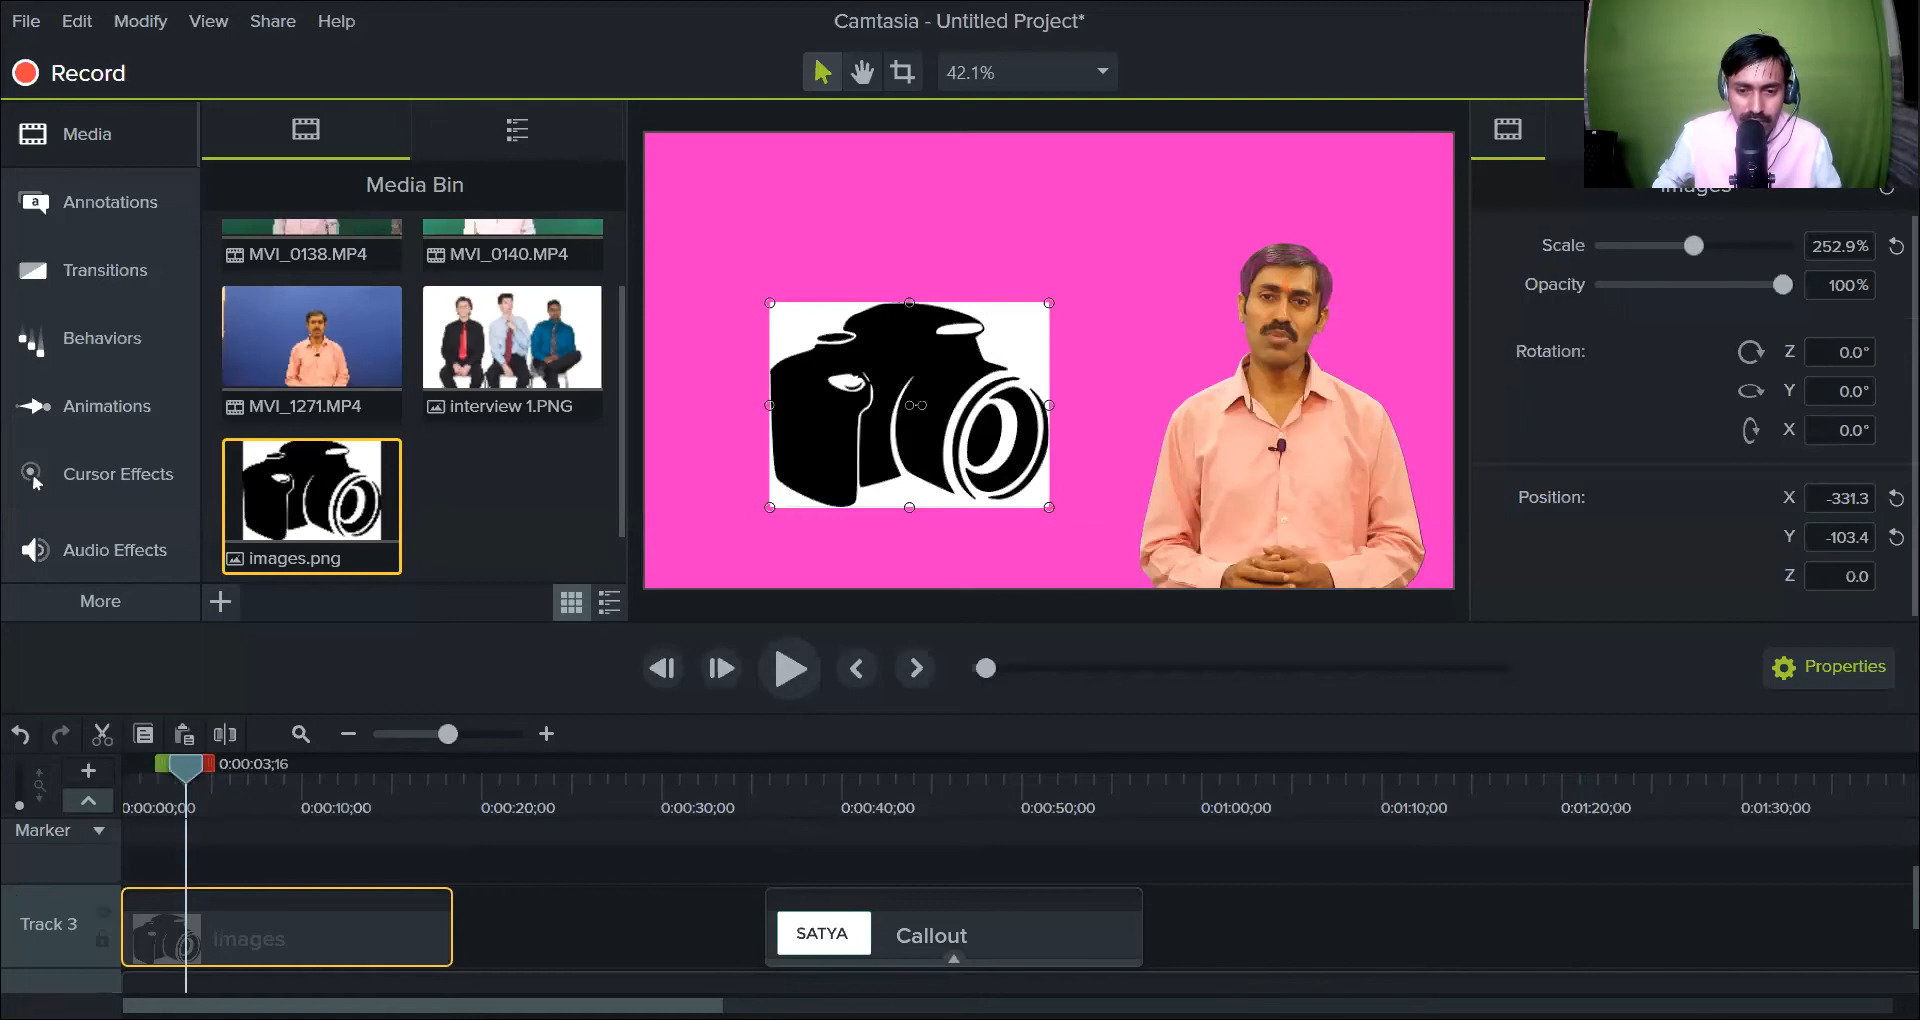 File Edit Modify View Share Help
Camtasia - Untitled Project*
Record
42.1%
Media
Annotations
Transitions
Behaviors
Animations
Cursor Effects
Audio Effects
More
Media Bin
MVI_0138.MP4
MVI_0140.MP4
MVI_1271.MP4
interview 1.PNG
images.png
Scale 252.9%
Opacity 100%
Rotation: Z 0.0°
Y 0.0°
X 0.0°
Position: X -331.3
Y -103.4
Z 0.0
Properties
0:00:03;16
0:00:00;00 0:00:10;00 0:00:20;00 0:00:30;00 0:00:40;00 0:00:50;00 0:01:00;00 0:01:10;00 0:01:20;00 0:01:30;00
Marker
Track 3
Images
SATYA
Callout